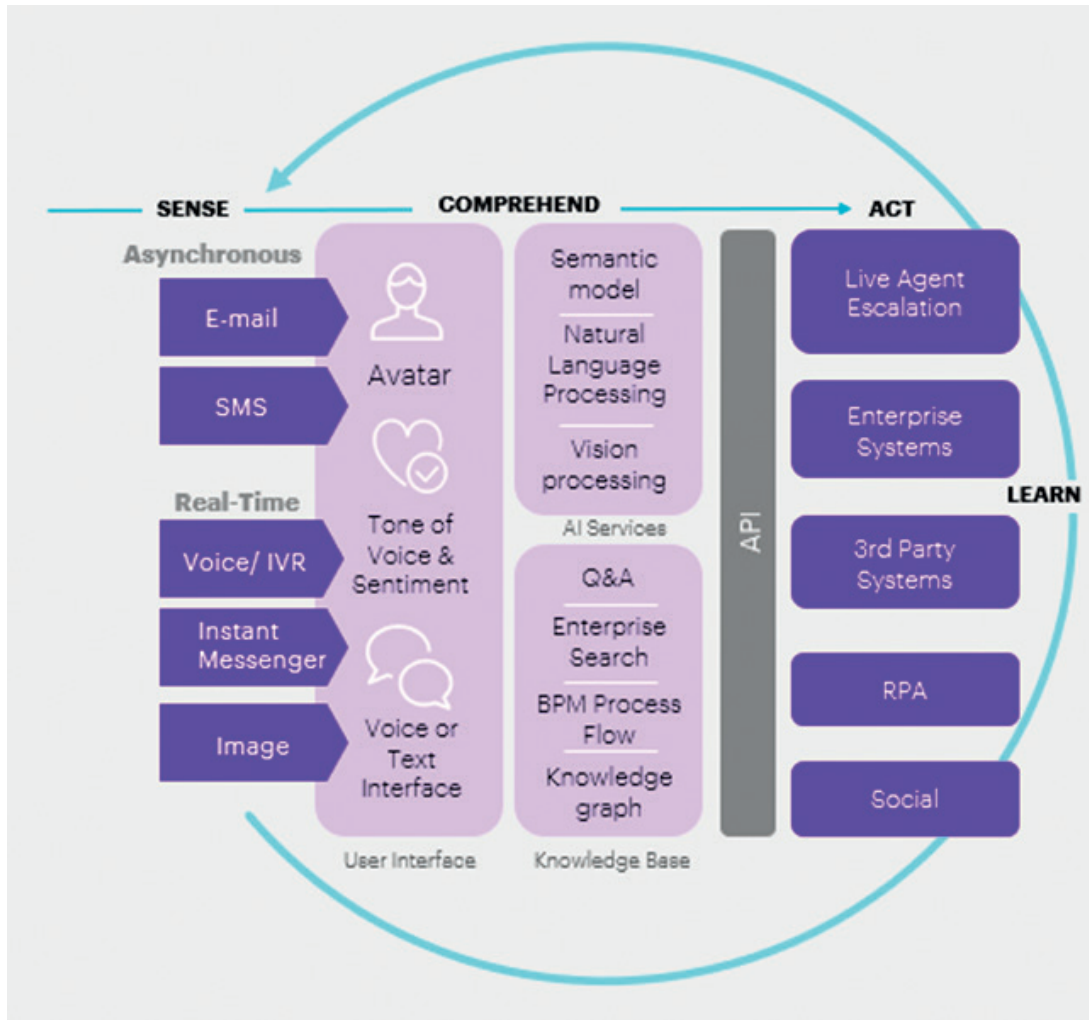 SENSE
COMPREHEND
ACT
Asynchronous
E-mail
SMS
Real-Time
Voice/ IVR
Instant
Messenger
Image
Avatar
Tone of
Voice &
Sentiment
Voice or
Text
Interface
User Interface
Semantic
model
Natural
Language
Processing
Vision
processing
AI Services
Q&A
Enterprise
Search
BPM Process
Flow
Knowledge
graph
Knowledge Base
API
Live Agent
Escalation
Enterprise
Systems
3rd Party
Systems
RPA
Social
LEARN